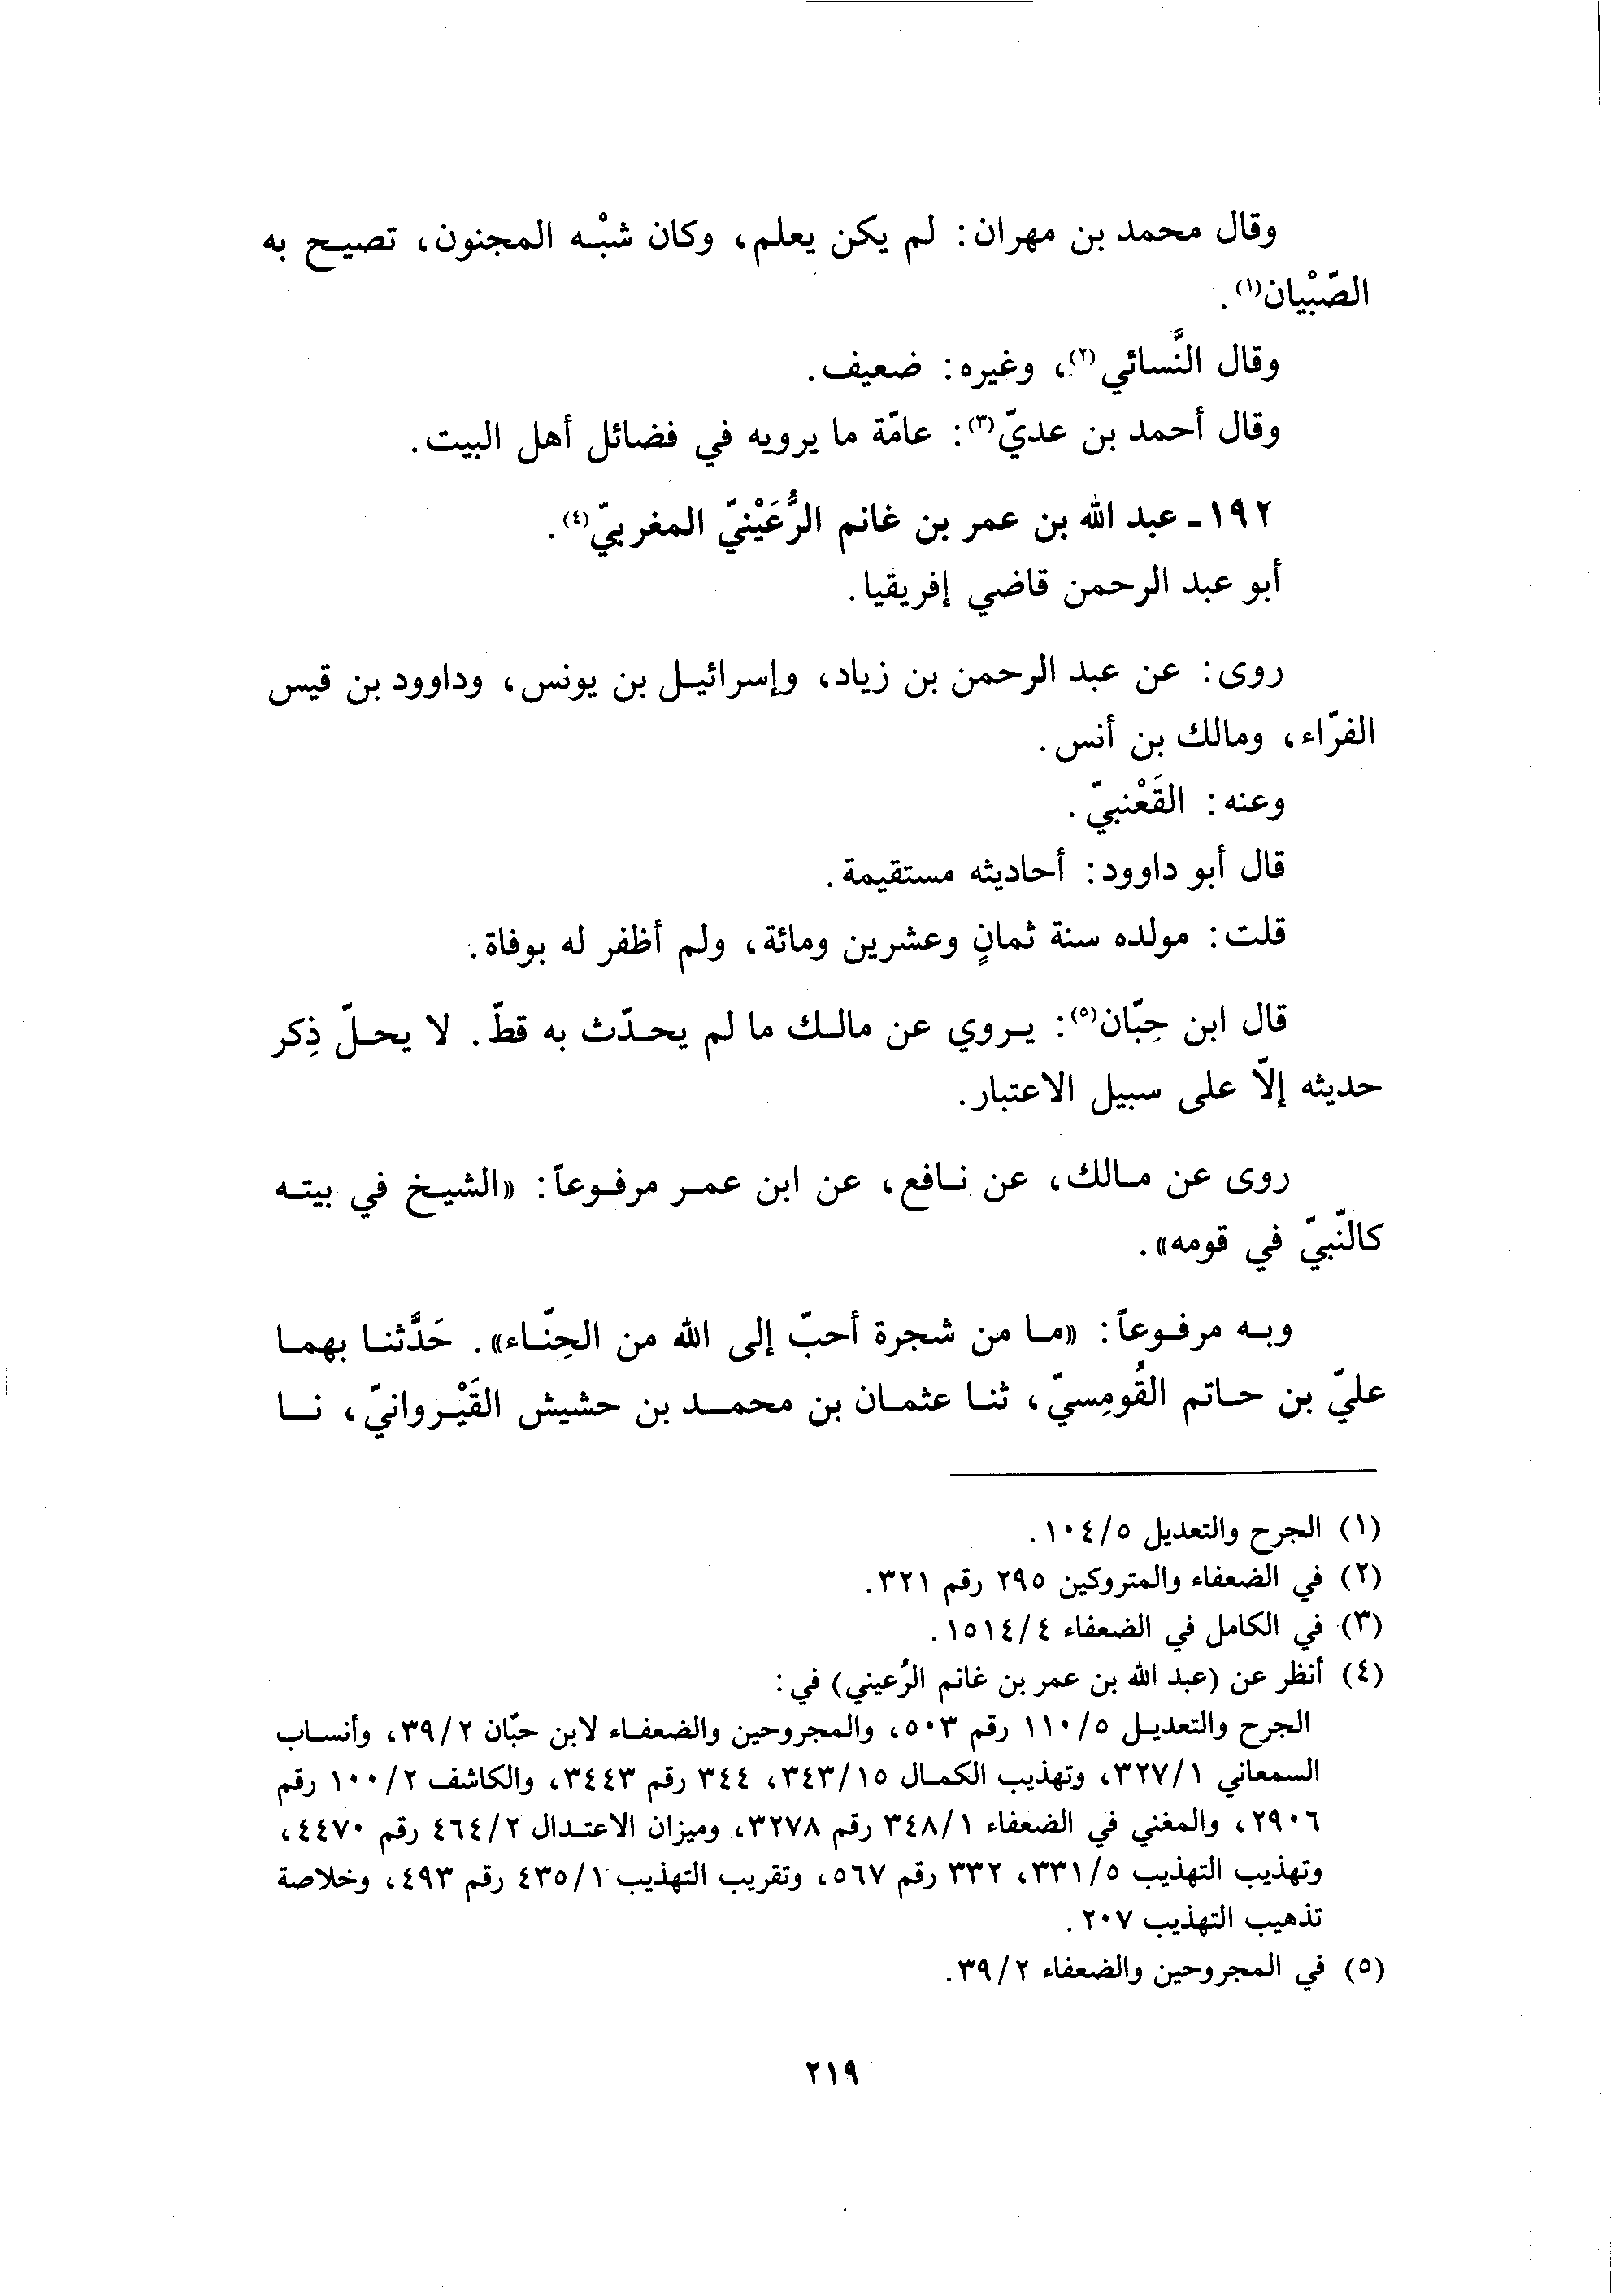 وقال محمد بن مهران: لم يكن يعلم، وكان شبْه المجنون، تصيح به
الصّبْيان(١).
وقال النَّسائي(٢)، وغيره: ضعيف.
وقال أحمد بن عديّ(٣): عامّة ما يرويه في فضائل أهل البيت.
١٩٢ - عبد الله بن عمر بن غانم الرُّعَيْنيّ المغربيّ(٤).
أبو عبد الرحمن قاضي إفريقيا.
روى: عن عبد الرحمن بن زياد، وإسرائيل بن يونس، وداوود بن قيس
الفرّاء، ومالك بن أنس.
وعنه: القَعْنبيّ.
قال أبو داوود: أحاديثه مستقيمة.
قلت: مولده سنة ثمانٍ وعشرين ومائة، ولم أظفر له بوفاة.
قال ابن حِبّان(٥): يروي عن مالك ما لم يحدّث به قطّ. لا يحلّ ذِكر
حديثه إلّا على سبيل الاعتبار.
روى عن مالك، عن نافع، عن ابن عمر مرفوعاً: «الشيخ في بيته
كالنّبيّ في قومه».
وبه مرفوعاً: «ما من شجرة أحبّ إلى الله من الحِنّاء». حَدَّثنا بهما
عليّ بن حاتم القُومِسيّ، ثنا عثمان بن محمد بن حشيش القَيْروانيّ، نا
(١) الجرح والتعديل ١٠٤/٥.
(٢) في الضعفاء والمتروكين ٢٩٥ رقم ٣٢١.
(٣) في الكامل في الضعفاء ١٥١٤/٤.
(٤) أنظر عن (عبد الله بن عمر بن غانم الرُعيني) في:
الجرح والتعديل ١١٠/٥ رقم ٥٠٣، والمجروحين والضعفاء لابن حبّان ٣٩/٢، وأنساب
السمعاني ٣٢٧/١، وتهذيب الكمال ٣٤٣/١٥، ٣٤٤ رقم ٣٤٤٣، والكاشف ١٠٠/٢ رقم
٢٩٠٦، والمغني في الضعفاء ٣٤٨/١ رقم ٣٢٧٨، وميزان الاعتدال ٤٦٤/٢ رقم ٤٤٧٠،
وتهذيب التهذيب ٣٣١/٥، ٣٣٢ رقم ٥٦٧، وتقريب التهذيب ٤٣٥/١ رقم ٤٩٣، وخلاصة
تذهيب التهذيب ٢٠٧.
(٥) في المجروحين والضعفاء ٣٩/٢.
٢١٩